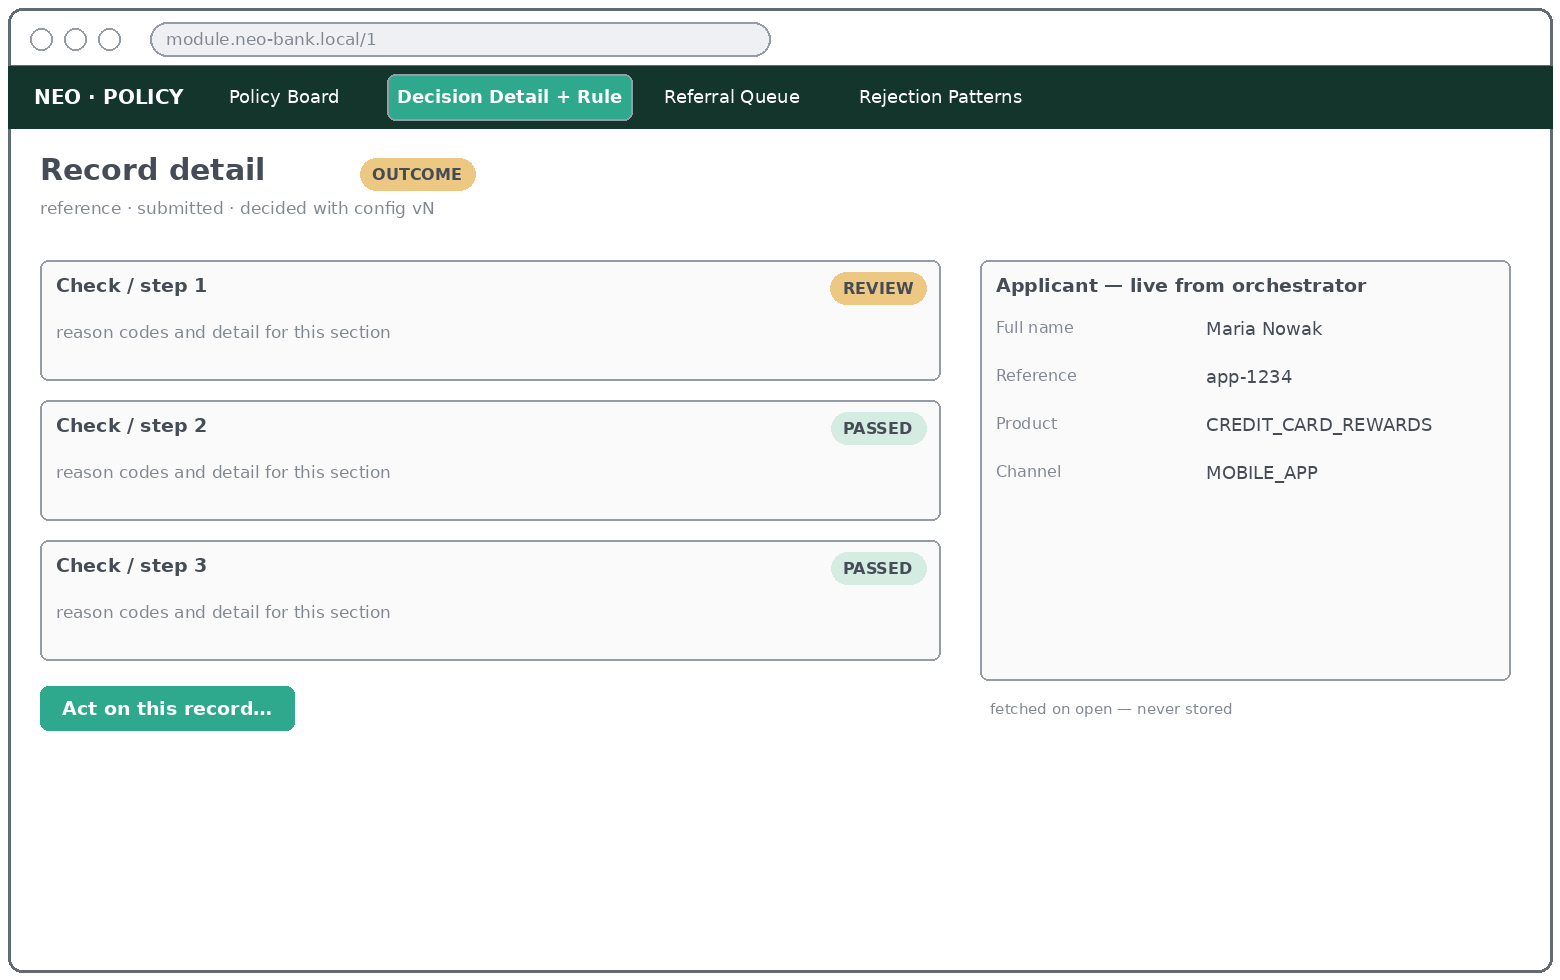 module.neo-bank.local/1
NEO · POLICY
Policy Board
Decision Detail + Rule
Referral Queue
Rejection Patterns
Record detail
OUTCOME
reference · submitted · decided with config vN
Check / step 1
REVIEW
reason codes and detail for this section
Check / step 2
PASSED
reason codes and detail for this section
Check / step 3
PASSED
reason codes and detail for this section
Act on this record…
Applicant — live from orchestrator
Full name
Maria Nowak
Reference
app-1234
Product
CREDIT_CARD_REWARDS
Channel
MOBILE_APP
fetched on open — never stored